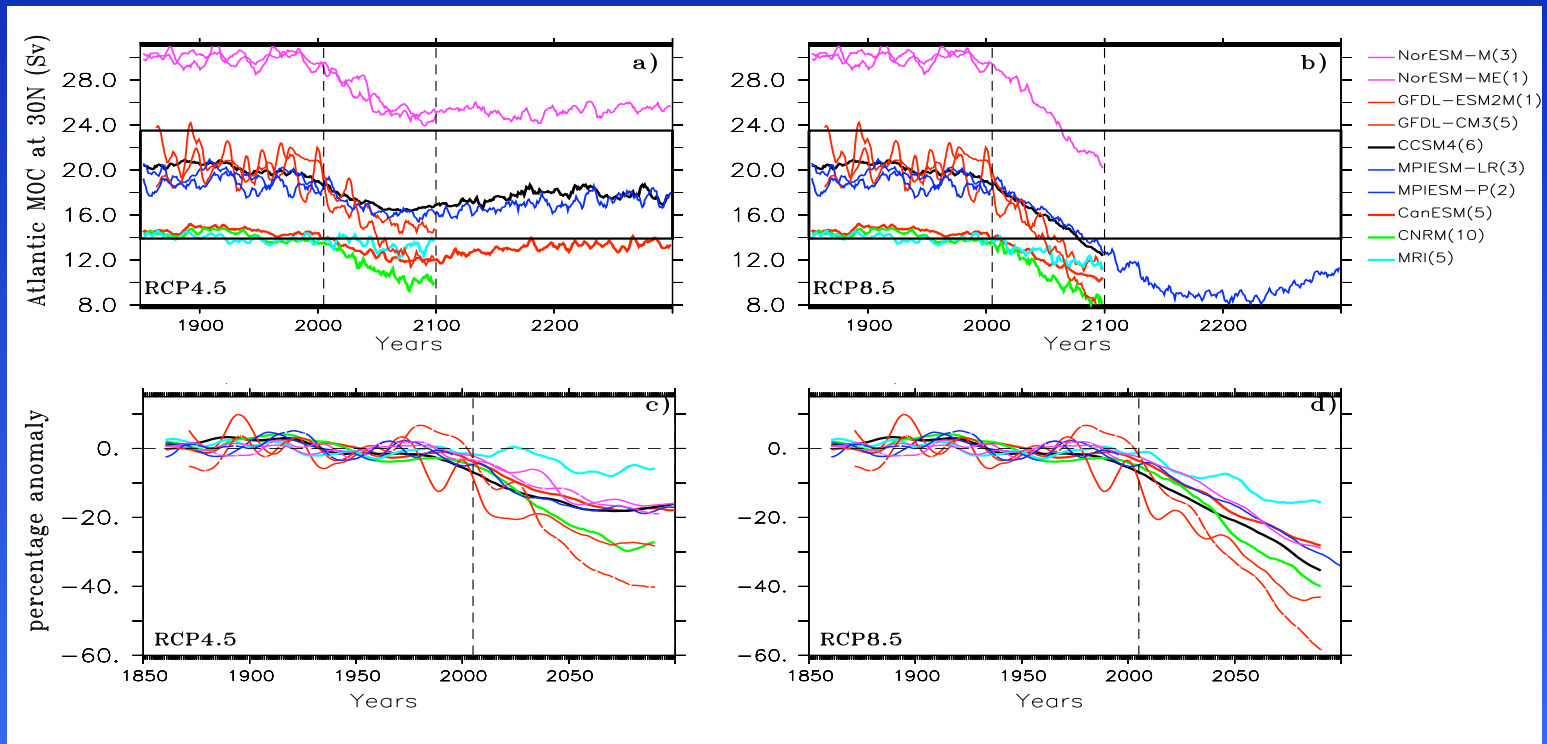 Atlantic MOC at 30N (Sv)
28.0
24.0
20.0
16.0
12.0
8.0
a)
RCP4.5
1900 2000 2100 2200
Years
28.0
24.0
20.0
16.0
12.0
8.0
b)
RCP8.5
1900 2000 2100 2200
Years
NorESM-M(3)
NorESM-ME(1)
GFDL-ESM2M(1)
GFDL-CM3(5)
CCSM4(6)
MPIESM-LR(3)
MPIESM-P(2)
CanESM(5)
CNRM(10)
MRI(5)
percentage anomaly
0.
-20.
-40.
-60.
c)
RCP4.5
1850 1900 1950 2000 2050
Years
0.
-20.
-40.
-60.
d)
RCP8.5
1850 1900 1950 2000 2050
Years